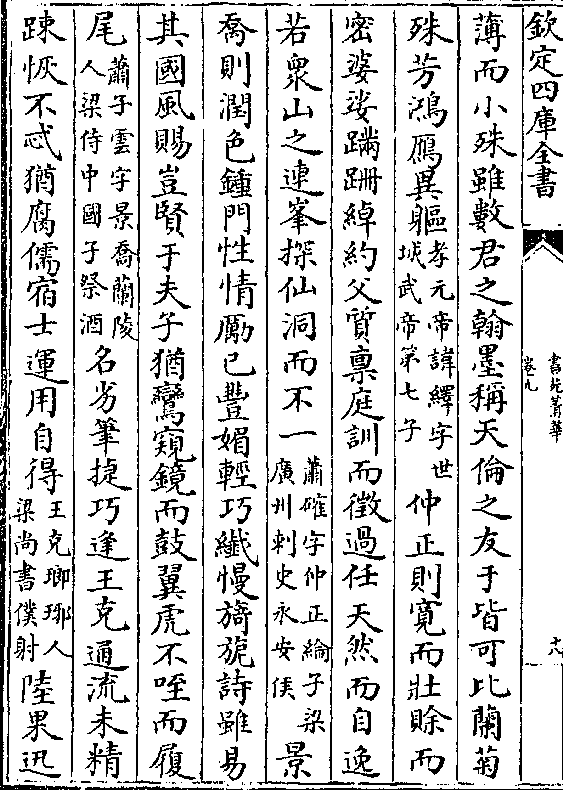 欽定四庫全書
書苑菁華
卷九
十八
薄而小殊雖數君之翰墨稱天倫之友于皆可比蘭菊
殊芳鴻鴈異軀孝元帝諱繹字世
城武帝第七子仲正則寛而壯賖而
密婆娑蹣跚綽約父質稟庭訓而微過任天然而自逸
若衆山之連峯探仙洞而不一蕭確字仲正綸子梁
廣州刺史永安侯景
喬則潤色鍾門性情勵已豐媚輕巧纎慢旖旎詩雖易
其國風賜豈賢于夫子猶鸞窺鏡而鼓翼虎不咥而履
尾蕭子雲字景喬蘭陵
人梁侍中國子祭酒名劣筆捷巧逢王克通流未精
踈恢不忒猶腐儒宿士運用自得王克瑯琊人
梁尚書僕射陸果迅